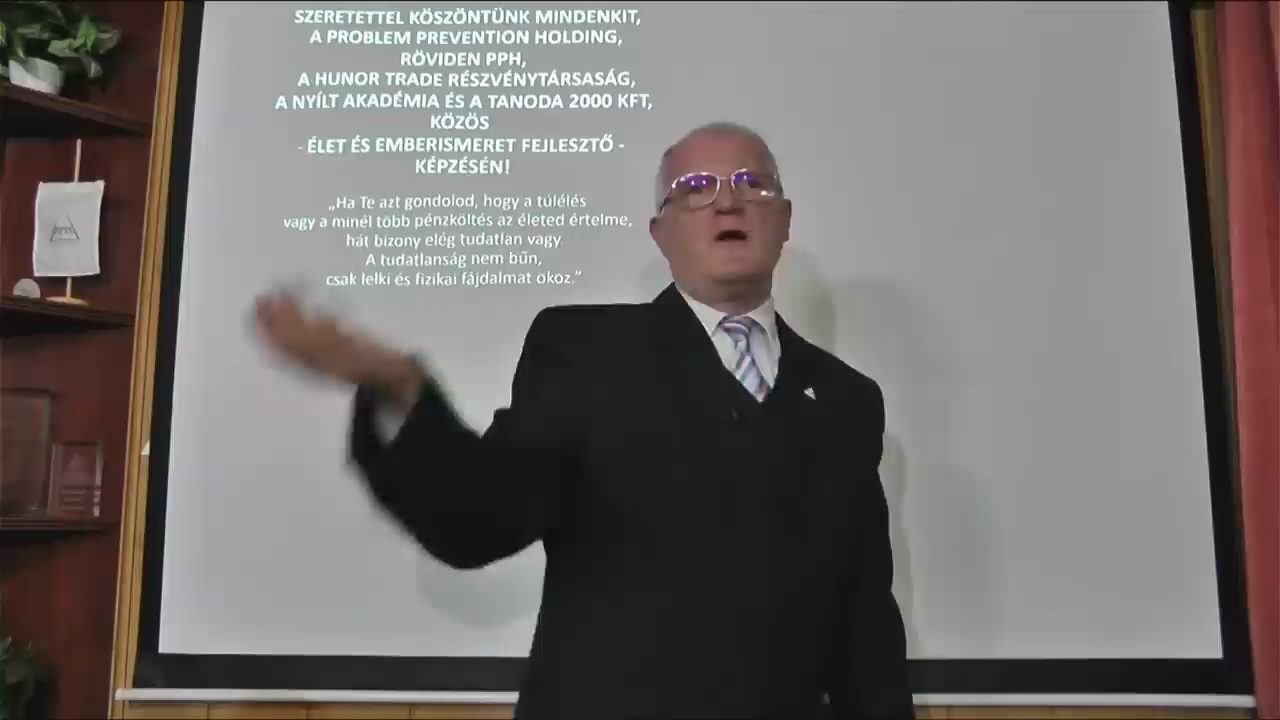 SZERETETTEL KÖSZÖNTÜNK MINDENKIT,
A PROBLEM PREVENTION HOLDING,
RÖVIDEN PPH,
A HUNOR TRADE RÉSZVÉNYTÁRSASÁG,
A NYÍLT AKADÉMIA ÉS A TANODA 2000 KFT,
KÖZÖS
- ÉLET ÉS EMBERISMERET FEJLESZTŐ -
KÉPZÉSÉN!
„Ha Te azt gondolod, hogy a túlélés
vagy a minél több pénzköltés az életed értelme,
hát bizony elég tudatlan vagy.
A tudatlanság nem bűn,
csak lelki és fizikai fájdalmat okoz.”